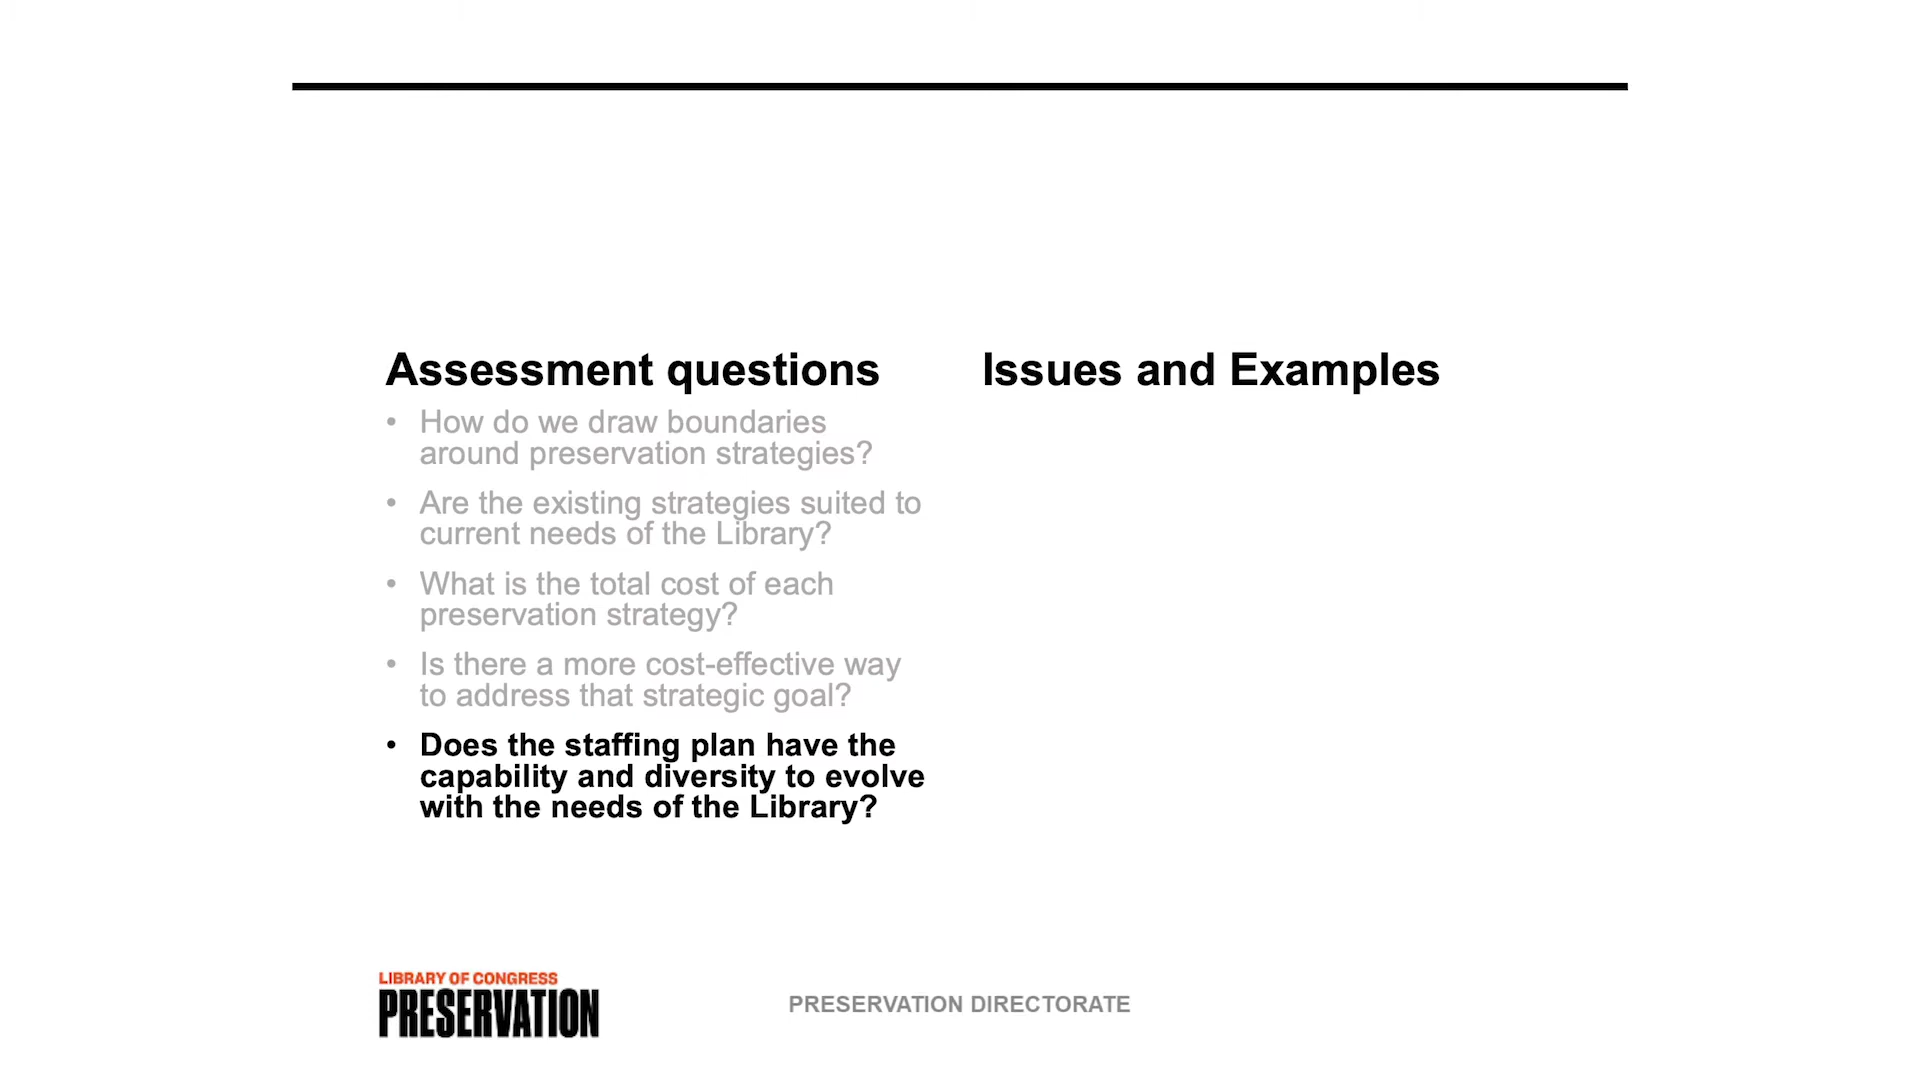 Assessment questions
• How do we draw boundaries
around preservation strategies?
• Are the existing strategies suited to
current needs of the Library?
• What is the total cost of each
preservation strategy?
• Is there a more cost-effective way
to address that strategic goal?
• Does the staffing plan have the
capability and diversity to evolve
with the needs of the Library?
Issues and Examples
LIBRARY OF CONGRESS
PRESERVATION
PRESERVATION DIRECTORATE